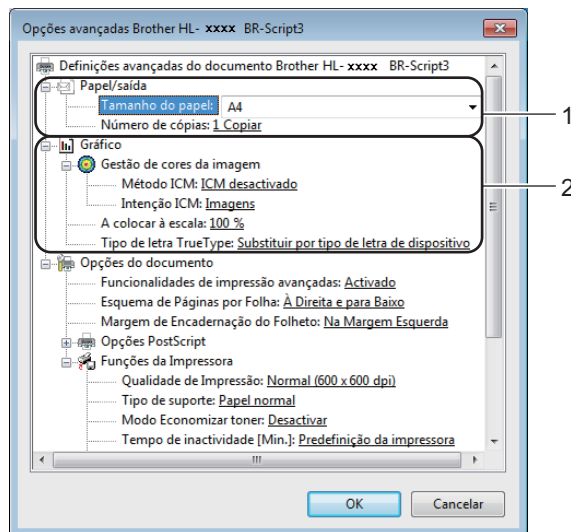 Opções avançadas Brother HL- xxxx BR-Script3
Definições avançadas do documento Brother HL- xxxx BR-Script3
Papel/saída
Tamanho do papel: A4
1
Número de cópias: 1 Copiar
Gráfico
Gestão de cores da imagem
Método ICM: ICM desactivado
2
Intenção ICM: Imagens
A colocar à escala: 100 %
Tipo de letra TrueType: Substituir por tipo de letra de dispositivo
Opções do documento
Funcionalidades de impressão avançadas: Activado
Esquema de Páginas por Folha: À Direita e para Baixo
Margem de Encadernação do Folheto: Na Margem Esquerda
Opções PostScript
Funções da Impressora
Qualidade de Impressão: Normal (600 x 600 dpi)
Tipo de suporte: Papel normal
Modo Economizar toner: Desactivar
Tempo de inactividade [Min.]: Predefinição da impressora
OK Cancelar